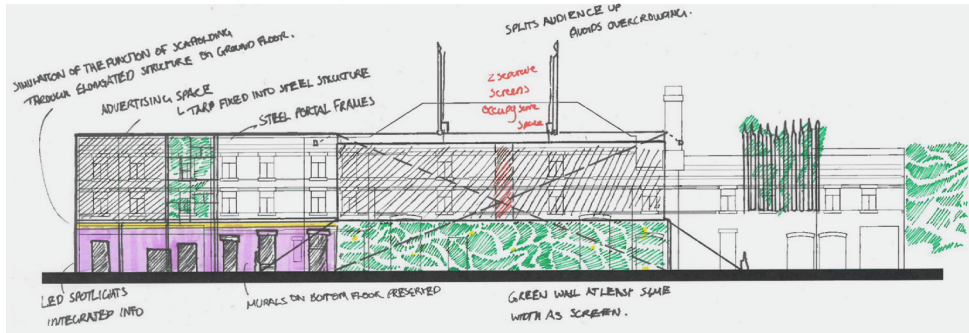 SPLITS AUDIENCE UP
AVOIDS OVERCROWDING.
SIMULATION OF THE FUNCTION OF SCAFFOLDING
THROUGH ELONGATED STRUCTURE ON GROUND FLOOR.
ADVERTISING SPACE
L TARP FIXED INTO STEEL STRUCTURE
STEEL PORTAL FRAMES
2 separate
screens
occupy same
space
LED SPOTLIGHTS
INTEGRATED INFO
MURALS ON BOTTOM FLOOR PRESERVED
GREEN WALL AT LEAST SAME
WIDTH AS SCREEN.